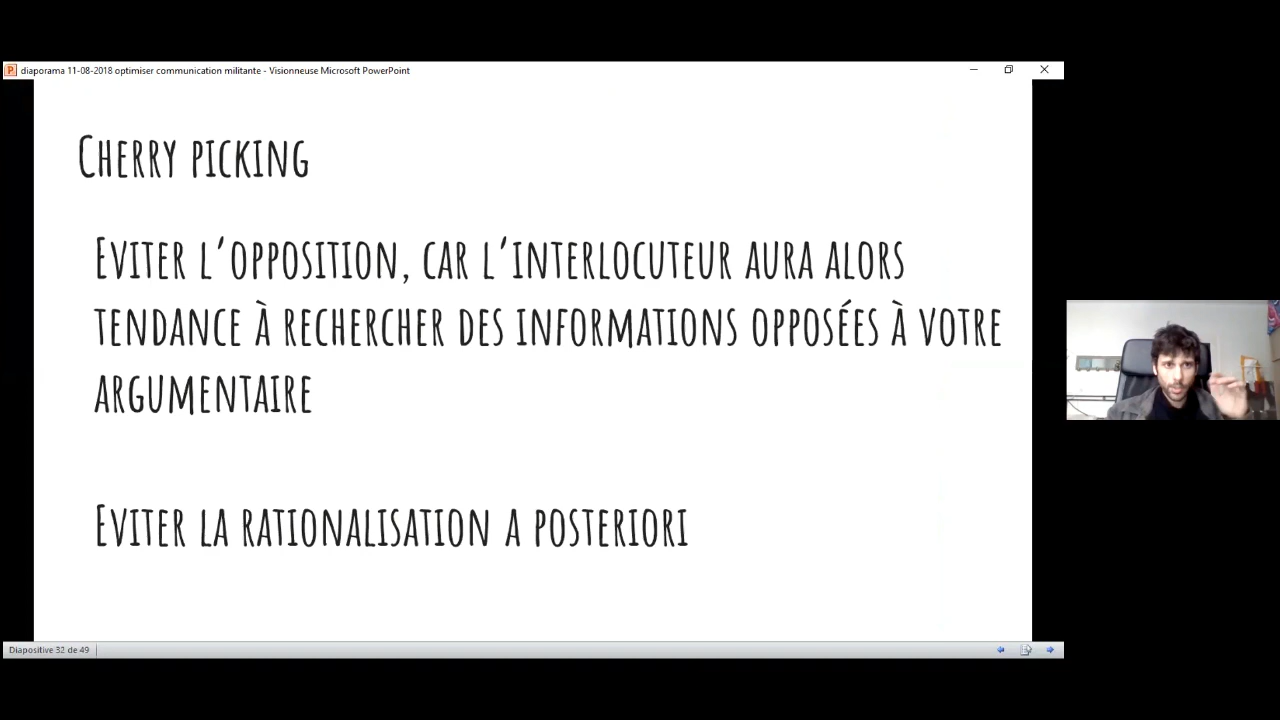 diaporama 11-08-2018 optimiser communication militante - Visionneuse Microsoft PowerPoint
Cherry picking
Eviter l'opposition, car l'interlocuteur aura alors
tendance à rechercher des informations opposées à votre
argumentaire
Eviter la rationalisation a posteriori
Diapositive 32 de 49